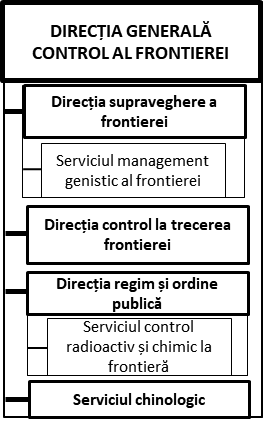 DIRECȚIA GENERALĂ
CONTROL AL FRONTIEREI
Direcția supraveghere a
frontierei
Serviciul management
genistic al frontierei
Direcția control la trecerea
frontierei
Direcția regim și ordine
publică
Serviciul control
radioactiv și chimic la
frontieră
Serviciul chinologic